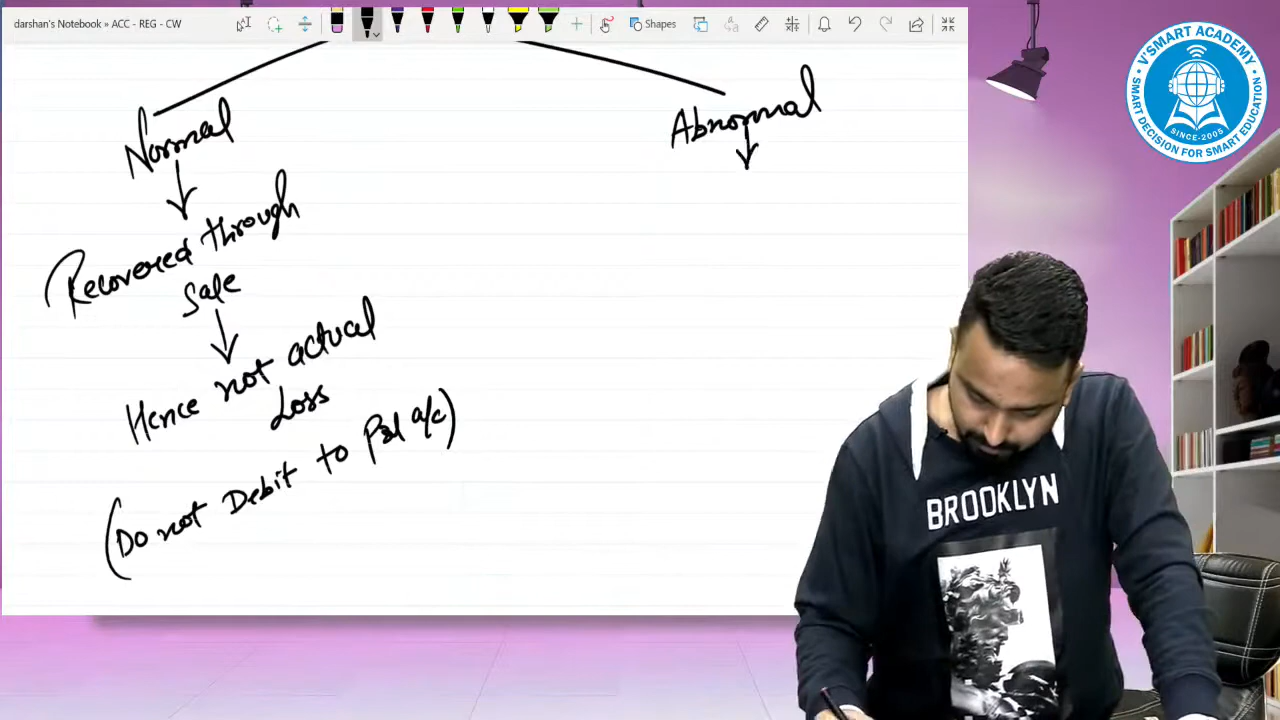 darshan's Notebook » ACC - REG - CW
Shapes
Normal
Abnormal
Recovered through
Sale
Hence not actual
Loss
(Do not Debit to P&l a/c)
V'SMART ACADEMY
SINCE-2005
SMART DECISION FOR SMART EDUCATION
BROOKLYN